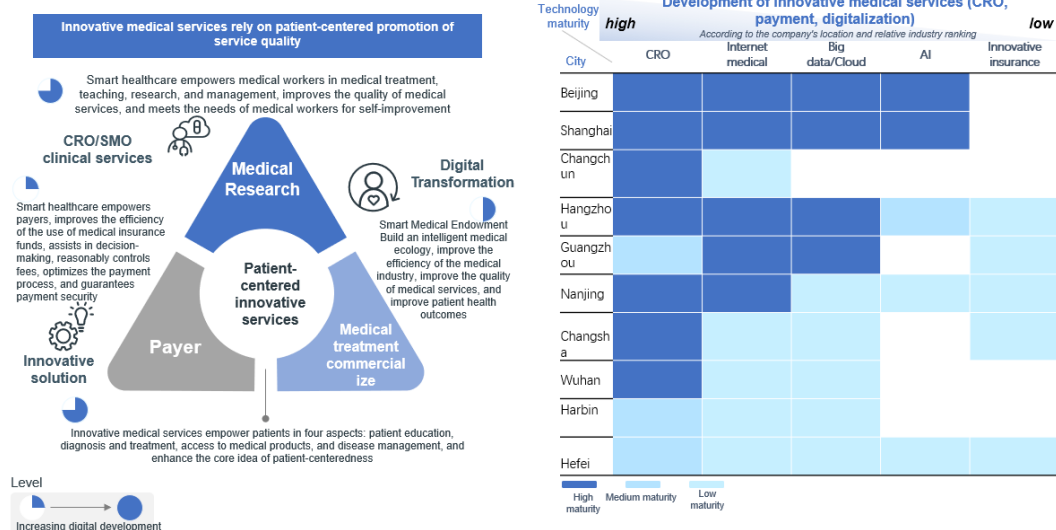 Innovative medical services rely on patient-centered promotion of
service quality
Smart healthcare empowers medical workers in medical treatment,
teaching, research, and management, improves the quality of medical
services, and meets the needs of medical workers for self-improvement
CRO/SMO
clinical services
Medical
Research
Digital
Transformation
Smart healthcare empowers
payers, improves the efficiency
of the use of medical insurance
funds, assists in decision-
making, reasonably controls
fees, optimizes the payment
process, and guarantees
payment security
Smart Medical Endowment
Build an intelligent medical
ecology, improve the
efficiency of the medical
industry, improve the quality
of medical services, and
improve patient health
outcomes
Patient-
centered
innovative
services
Payer
Medical
treatment
commercial
ize
Innovative
solution
Innovative medical services empower patients in four aspects: patient education,
diagnosis and treatment, access to medical products, and disease management, and
enhance the core idea of patient-centeredness
Level
Increasing digital development
Technology
maturity
high
Development of innovative medical services (CRO,
payment, digitalization)
According to the company's location and relative industry ranking
low
City
CRO
Internet
medical
Big
data/Cloud
AI
Innovative
insurance
Beijing
Shanghai
Changch
un
Hangzho
u
Guangzh
ou
Nanjing
Changsh
a
Wuhan
Harbin
Hefei
High
maturity
Medium maturity
Low
maturity